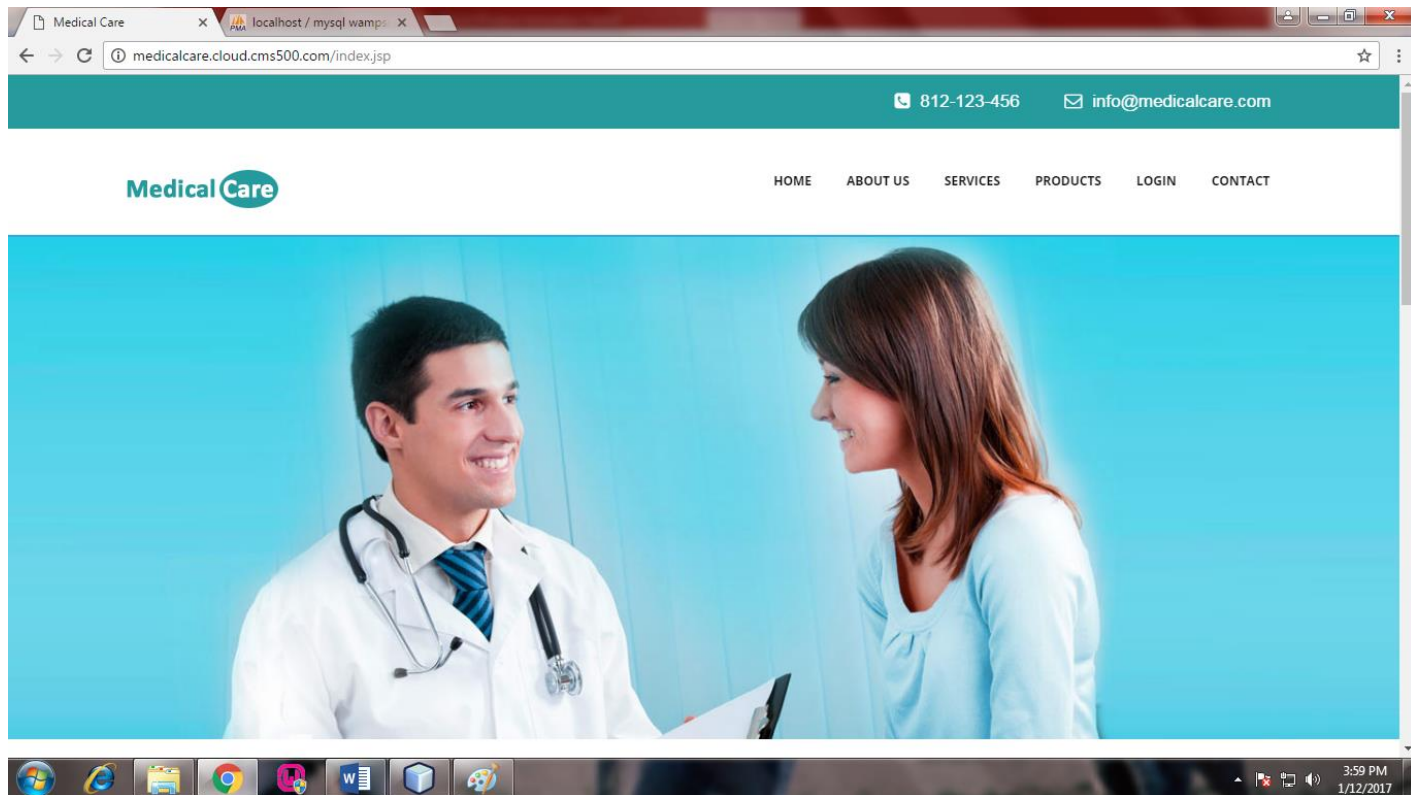 Medical Care
localhost / mysql wamps
medicalcare.cloud.cms500.com/index.jsp
812-123-456 info@medicalcare.com
Medical Care
HOME ABOUT US SERVICES PRODUCTS LOGIN CONTACT
3:59 PM
1/12/2017